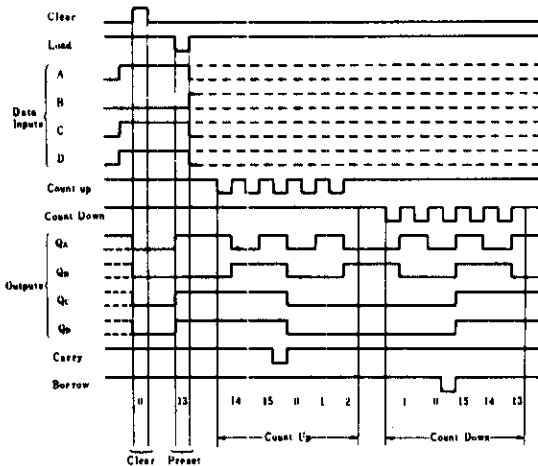 Clear
Load
A
B
C
D
Data Inputs
Count up
Count Down
QA
QB
QC
QD
Outputs
Carry
Borrow
0 13 14 15 0 1 2 1 0 15 14 13
Count Up Count Down
Clear Preset